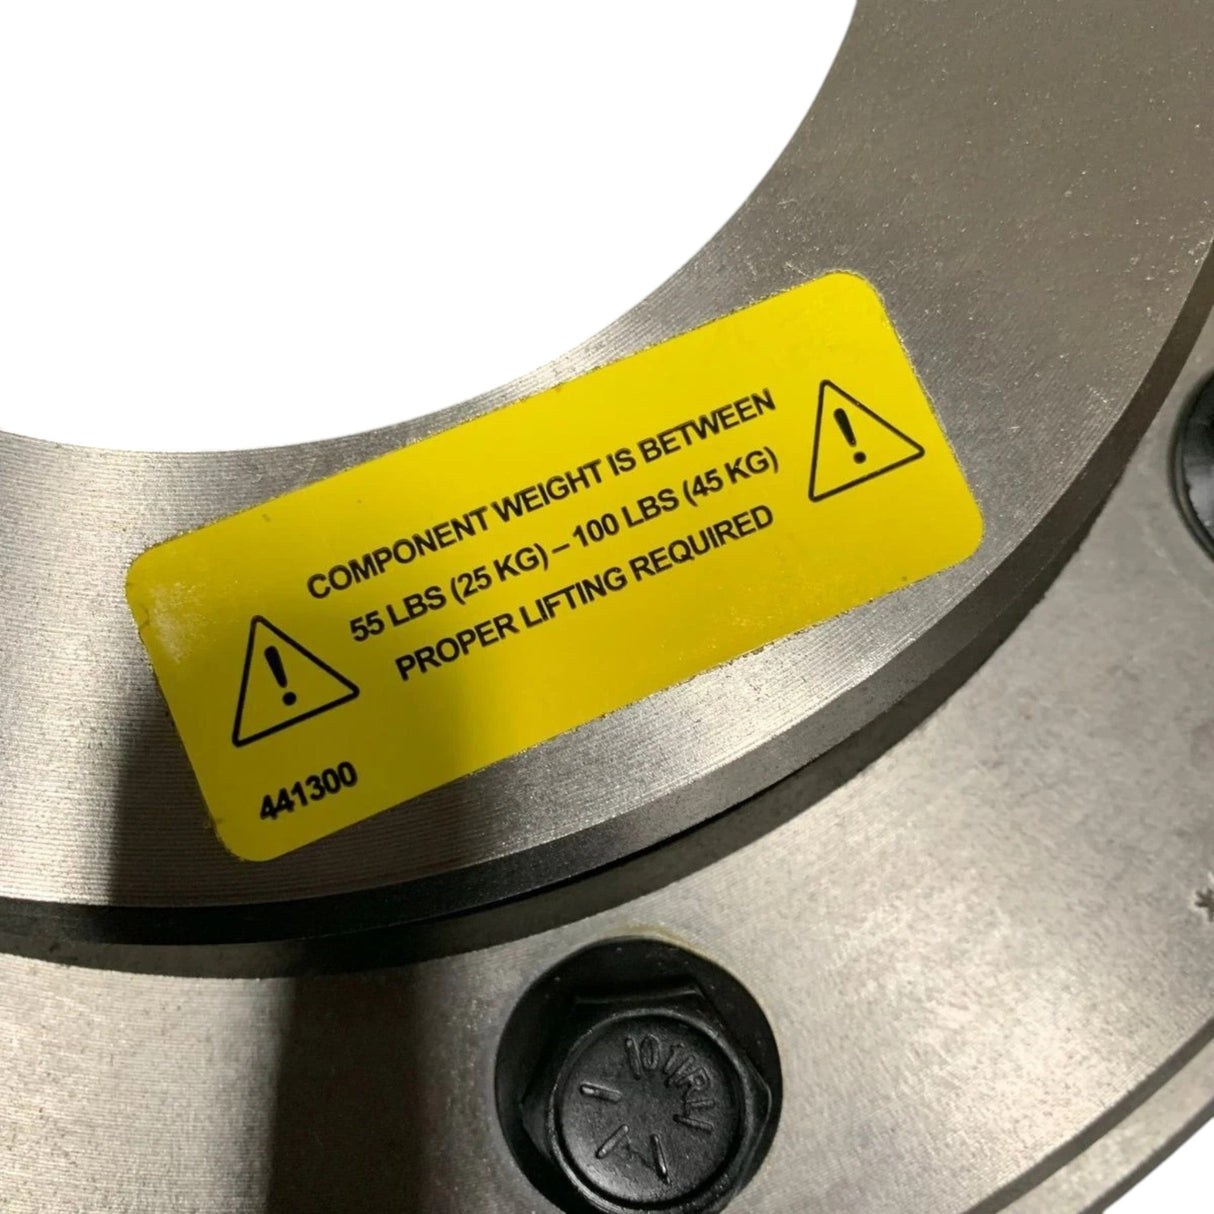 COMPONENT WEIGHT IS BETWEEN
55 LBS (25 KG) – 100 LBS (45 KG)
PROPER LIFTING REQUIRED
441300